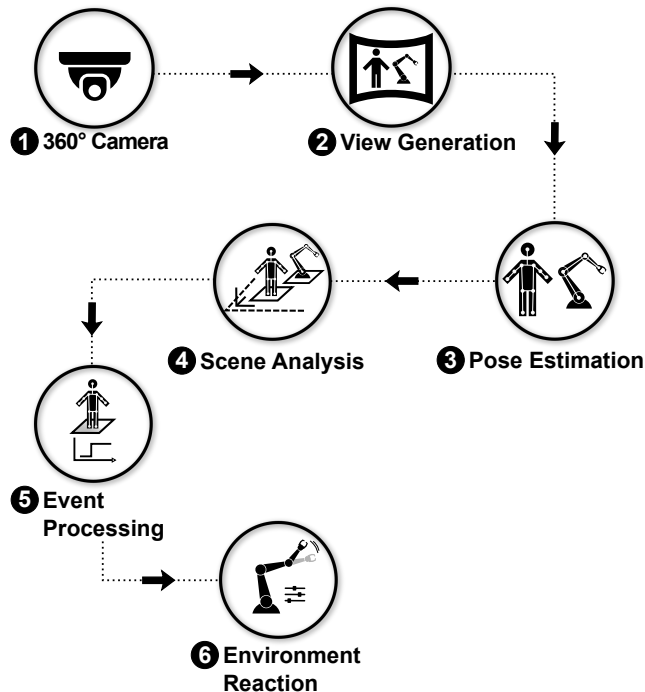 1 360° Camera
2 View Generation
3 Pose Estimation
4 Scene Analysis
5 Event
Processing
6 Environment
Reaction